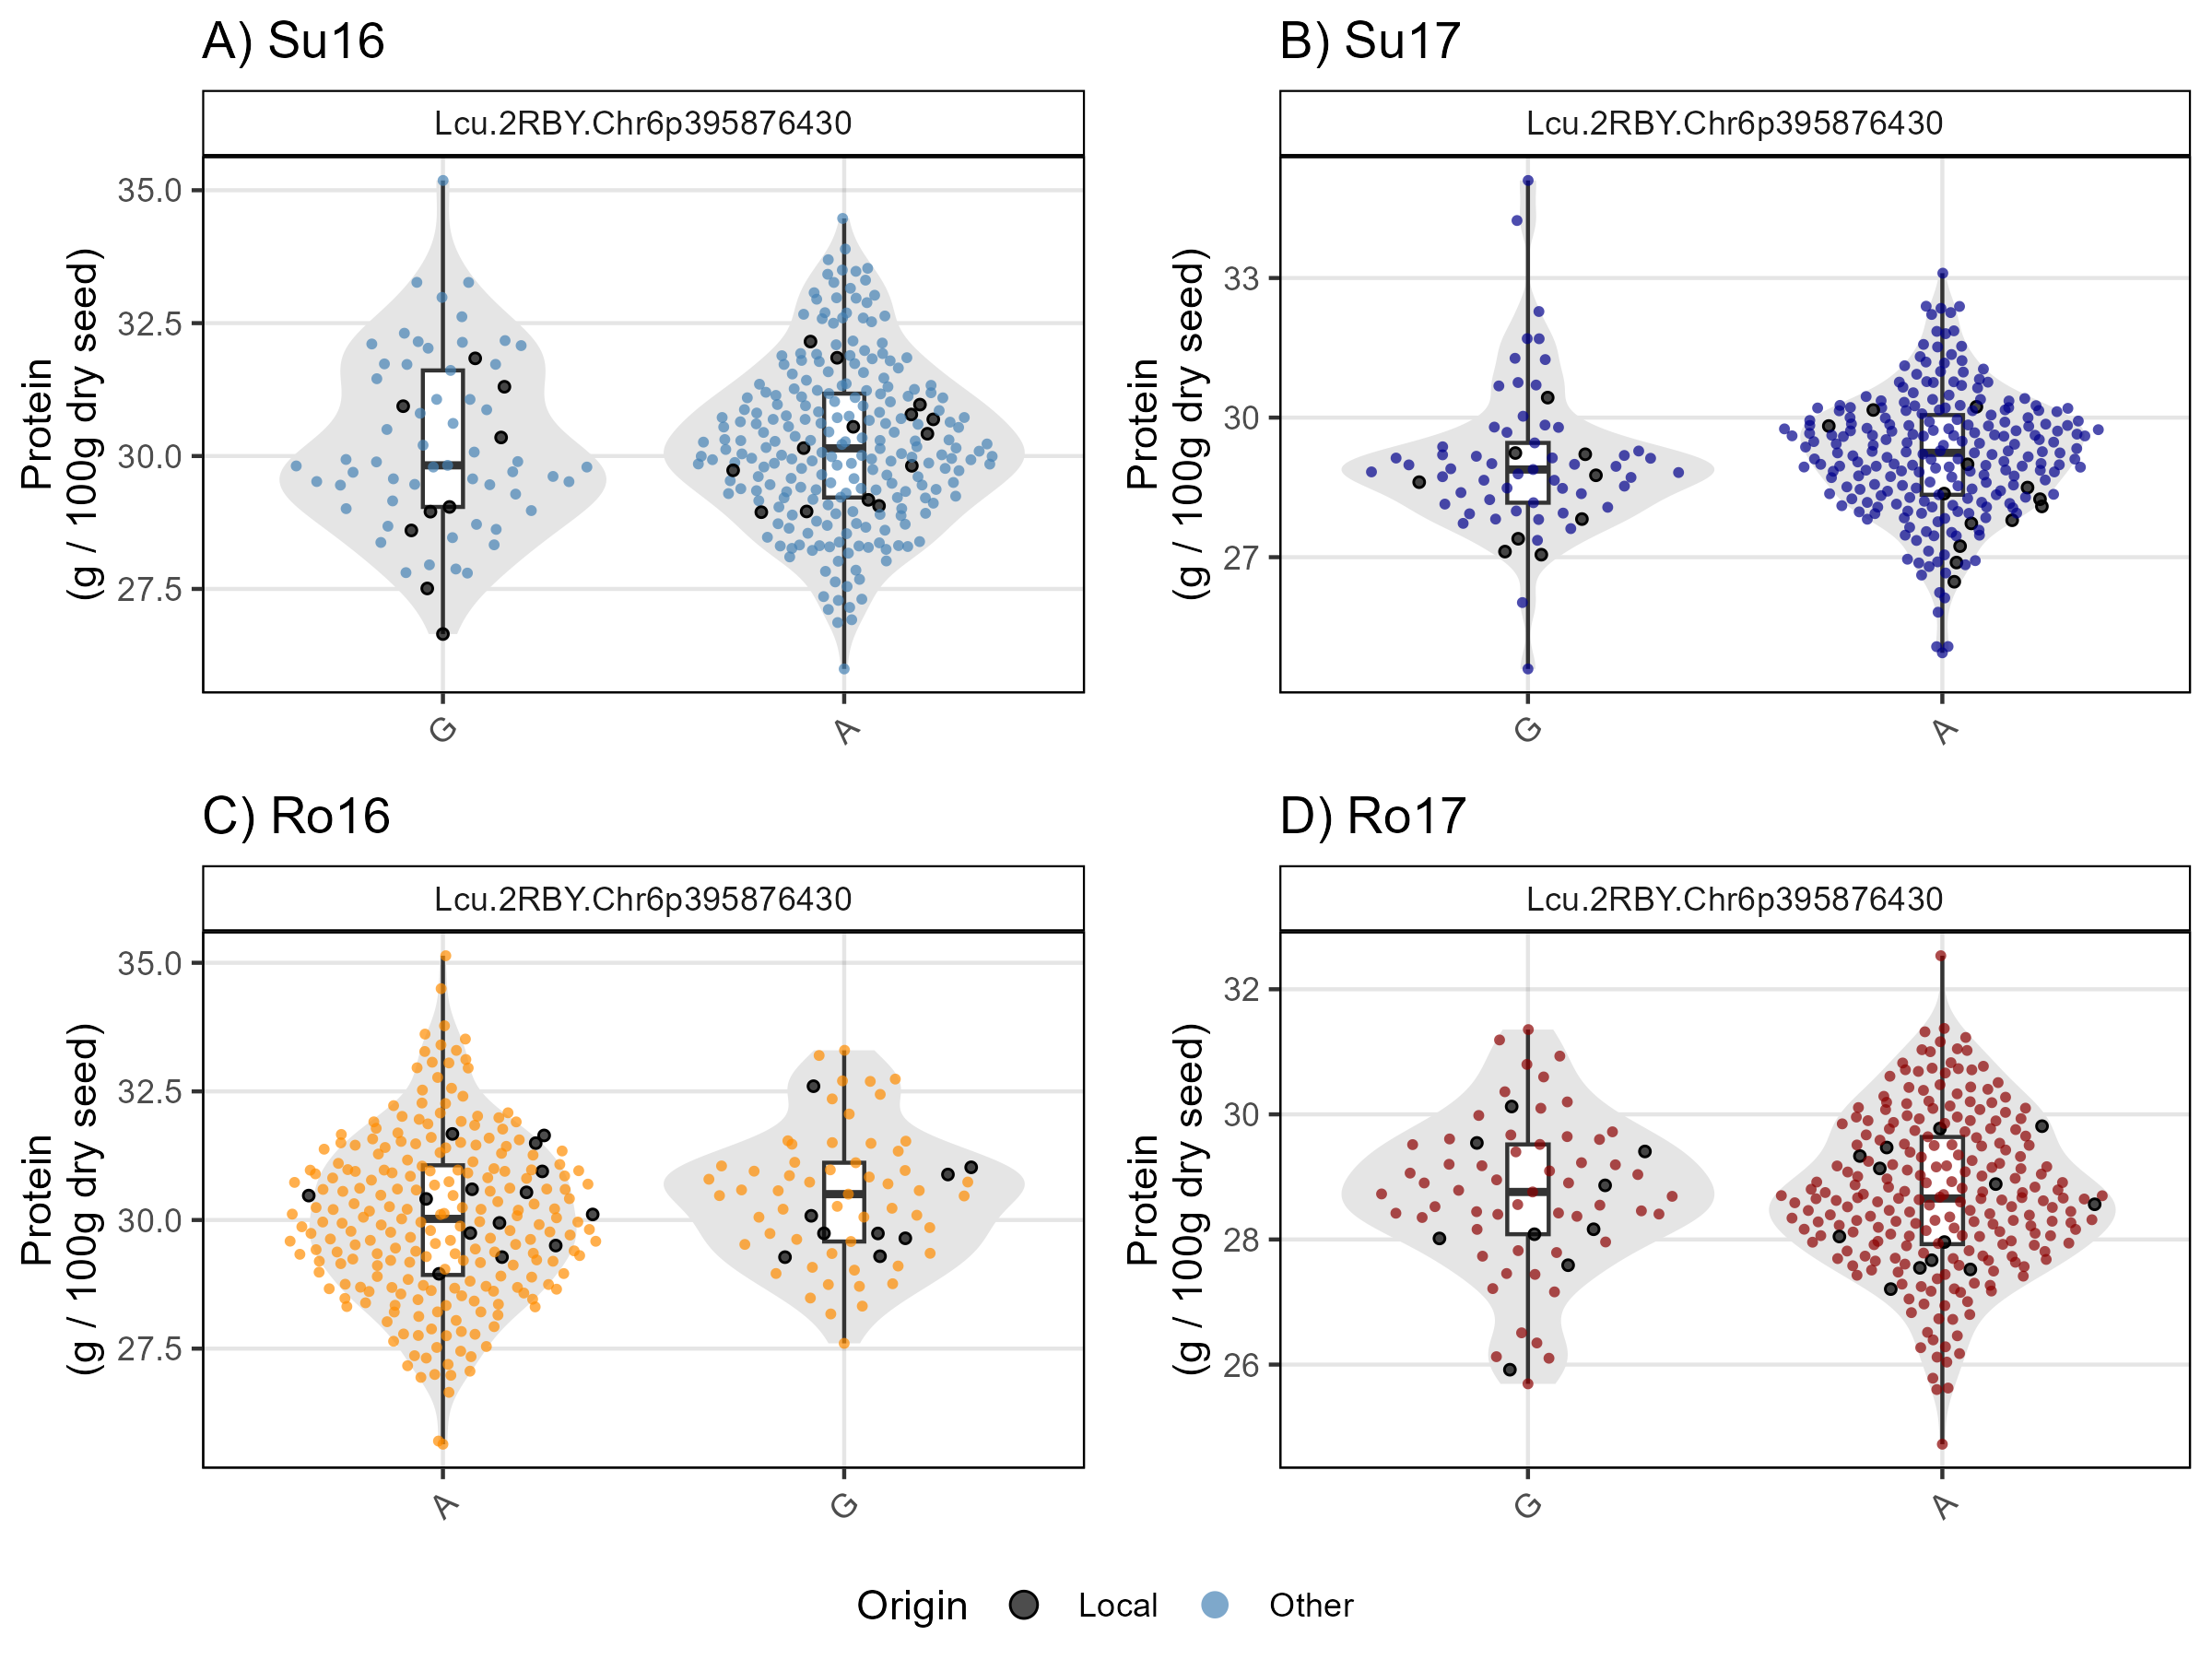 A) Su16
Lcu.2RBY.Chr6p395876430
Protein
(g / 100g dry seed)
35.0
32.5
30.0
27.5
G
A
B) Su17
Lcu.2RBY.Chr6p395876430
Protein
(g / 100g dry seed)
33
30
27
G
A
C) Ro16
Lcu.2RBY.Chr6p395876430
Protein
(g / 100g dry seed)
35.0
32.5
30.0
27.5
A
G
D) Ro17
Lcu.2RBY.Chr6p395876430
Protein
(g / 100g dry seed)
32
30
28
26
G
A
Origin Local Other